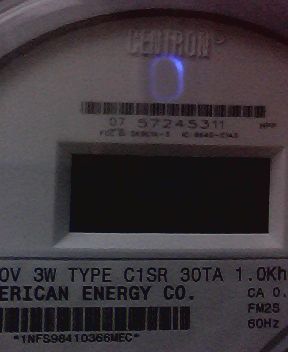 CENTRON
07 57245311
0V 3W TYPE C1SR 30TA 1.0Kh
ERICAN ENERGY CO.
CA 0.
FM2S
60Hz
*1NFS98410366MEC*